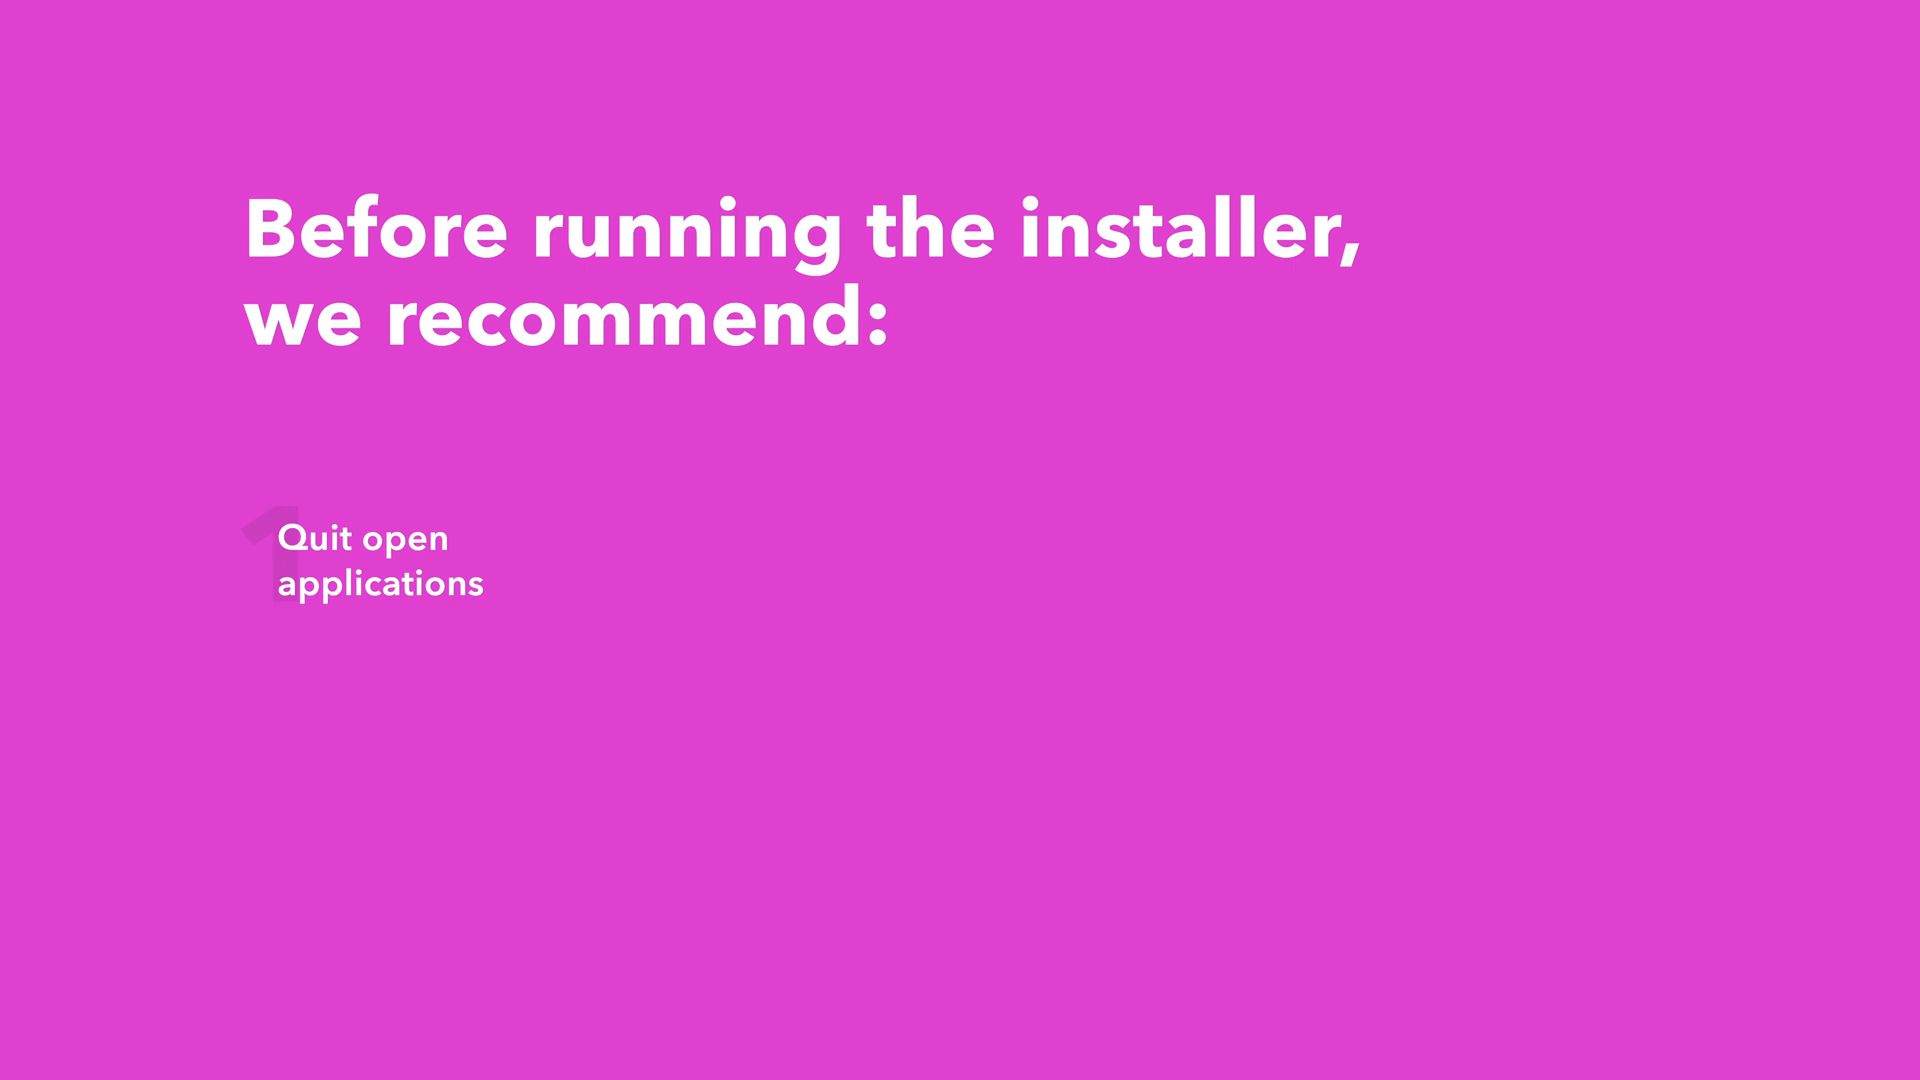 Before running the installer,
we recommend:
1
Quit open
applications